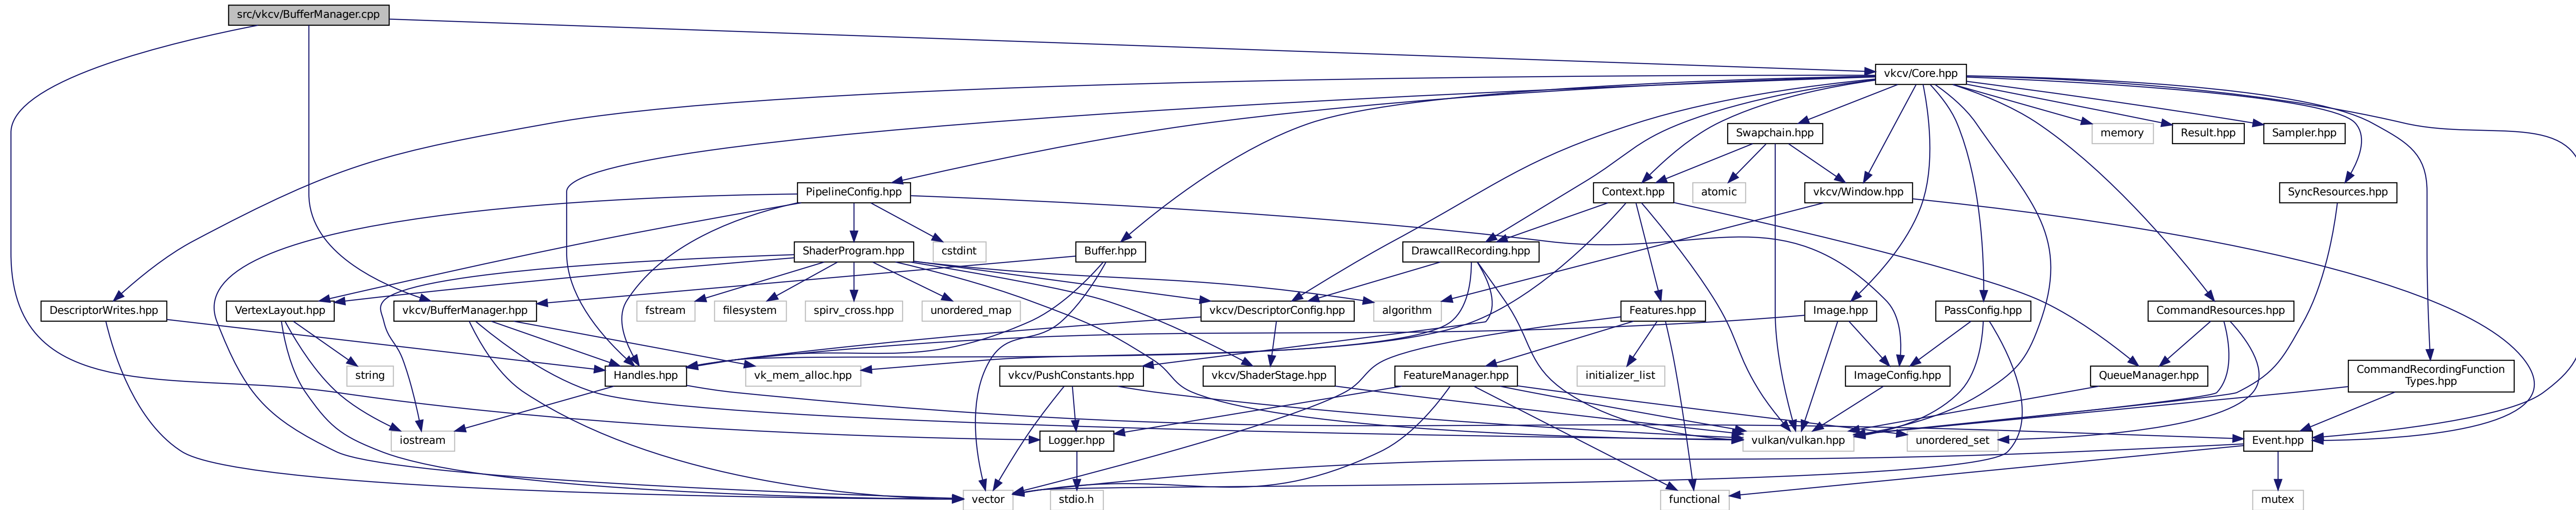 src/vkcv/BufferManager.cpp
vkcv/Core.hpp
Swapchain.hpp
memory
Result.hpp
Sampler.hpp
PipelineConfig.hpp
Context.hpp
atomic
vkcv/Window.hpp
SyncResources.hpp
ShaderProgram.hpp
cstdint
Buffer.hpp
DrawcallRecording.hpp
DescriptorWrites.hpp
VertexLayout.hpp
vkcv/BufferManager.hpp
fstream
filesystem
spirv_cross.hpp
unordered_map
algorithm
vkcv/DescriptorConfig.hpp
Features.hpp
Image.hpp
PassConfig.hpp
CommandResources.hpp
string
Handles.hpp
vk_mem_alloc.hpp
vkcv/PushConstants.hpp
vkcv/ShaderStage.hpp
FeatureManager.hpp
initializer_list
ImageConfig.hpp
QueueManager.hpp
CommandRecordingFunction
Types.hpp
iostream
Logger.hpp
vulkan/vulkan.hpp
unordered_set
Event.hpp
vector
stdio.h
functional
mutex